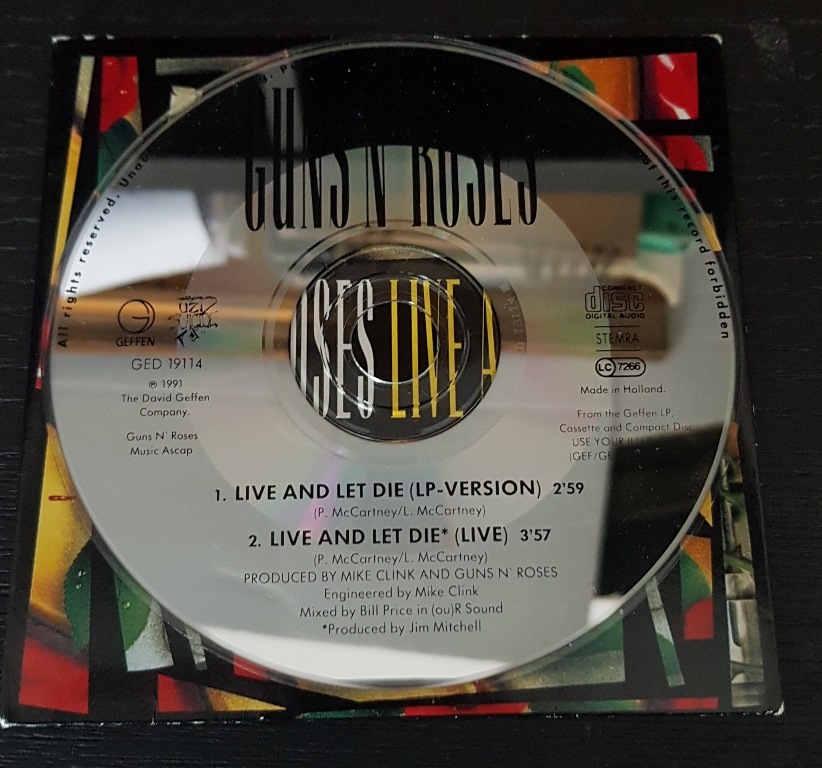 All rights reserved. Unau
of this record forbidden
GUNS N' ROSES
OSES LIVE A
GEFFEN
UZI
SUICIDE
GED 19114
℗ 1991
The David Geffen
Company.
Guns N' Roses
Music Ascap
COMPACT
disc
DIGITAL AUDIO
STEMRA
LC 7266
Made in Holland.
From the Geffen LP,
Cassette and Compact Disc
USE YOUR
(GEF/GE
1. LIVE AND LET DIE (LP-VERSION) 2'59
(P. McCartney/L. McCartney)
2. LIVE AND LET DIE* (LIVE) 3'57
(P. McCartney/L. McCartney)
PRODUCED BY MIKE CLINK AND GUNS N' ROSES
Engineered by Mike Clink
Mixed by Bill Price in (ou)R Sound
*Produced by Jim Mitchell